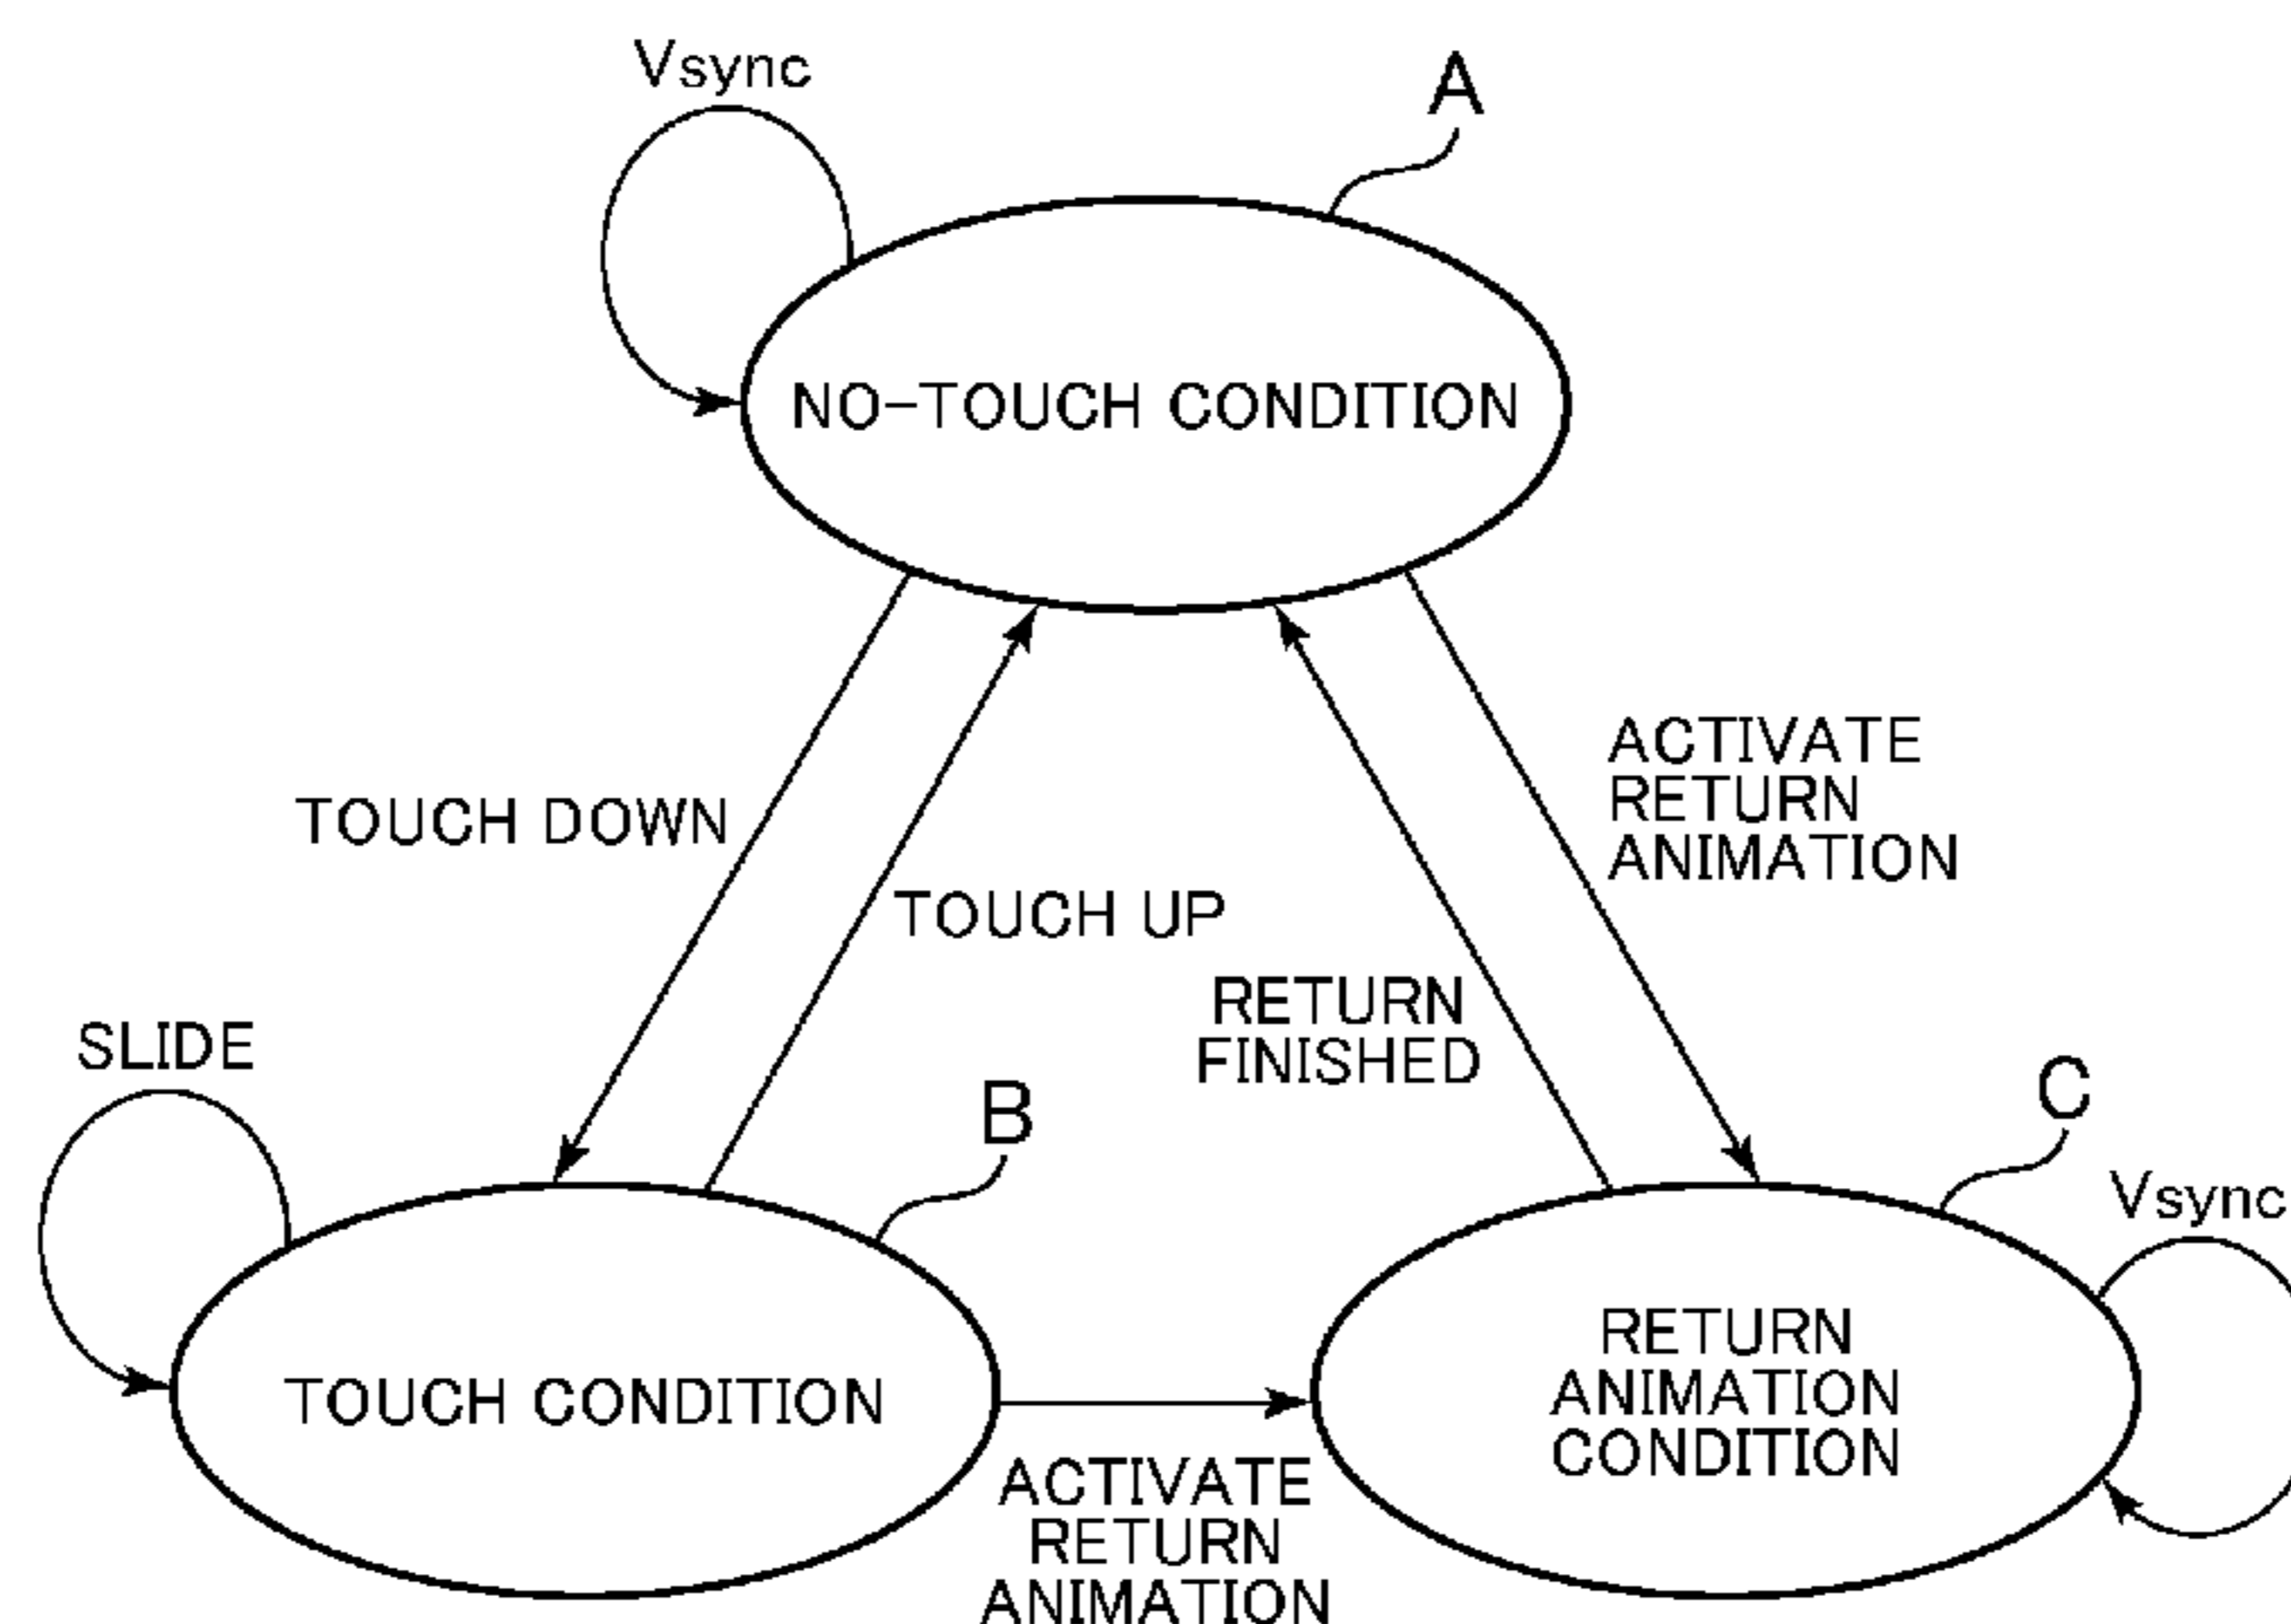 Vsync
A
NO-TOUCH CONDITION
ACTIVATE
RETURN
ANIMATION
TOUCH DOWN
TOUCH UP
RETURN
FINISHED
SLIDE
B
C
Vsync
TOUCH CONDITION
RETURN
ANIMATION
CONDITION
ACTIVATE
RETURN
ANIMATION